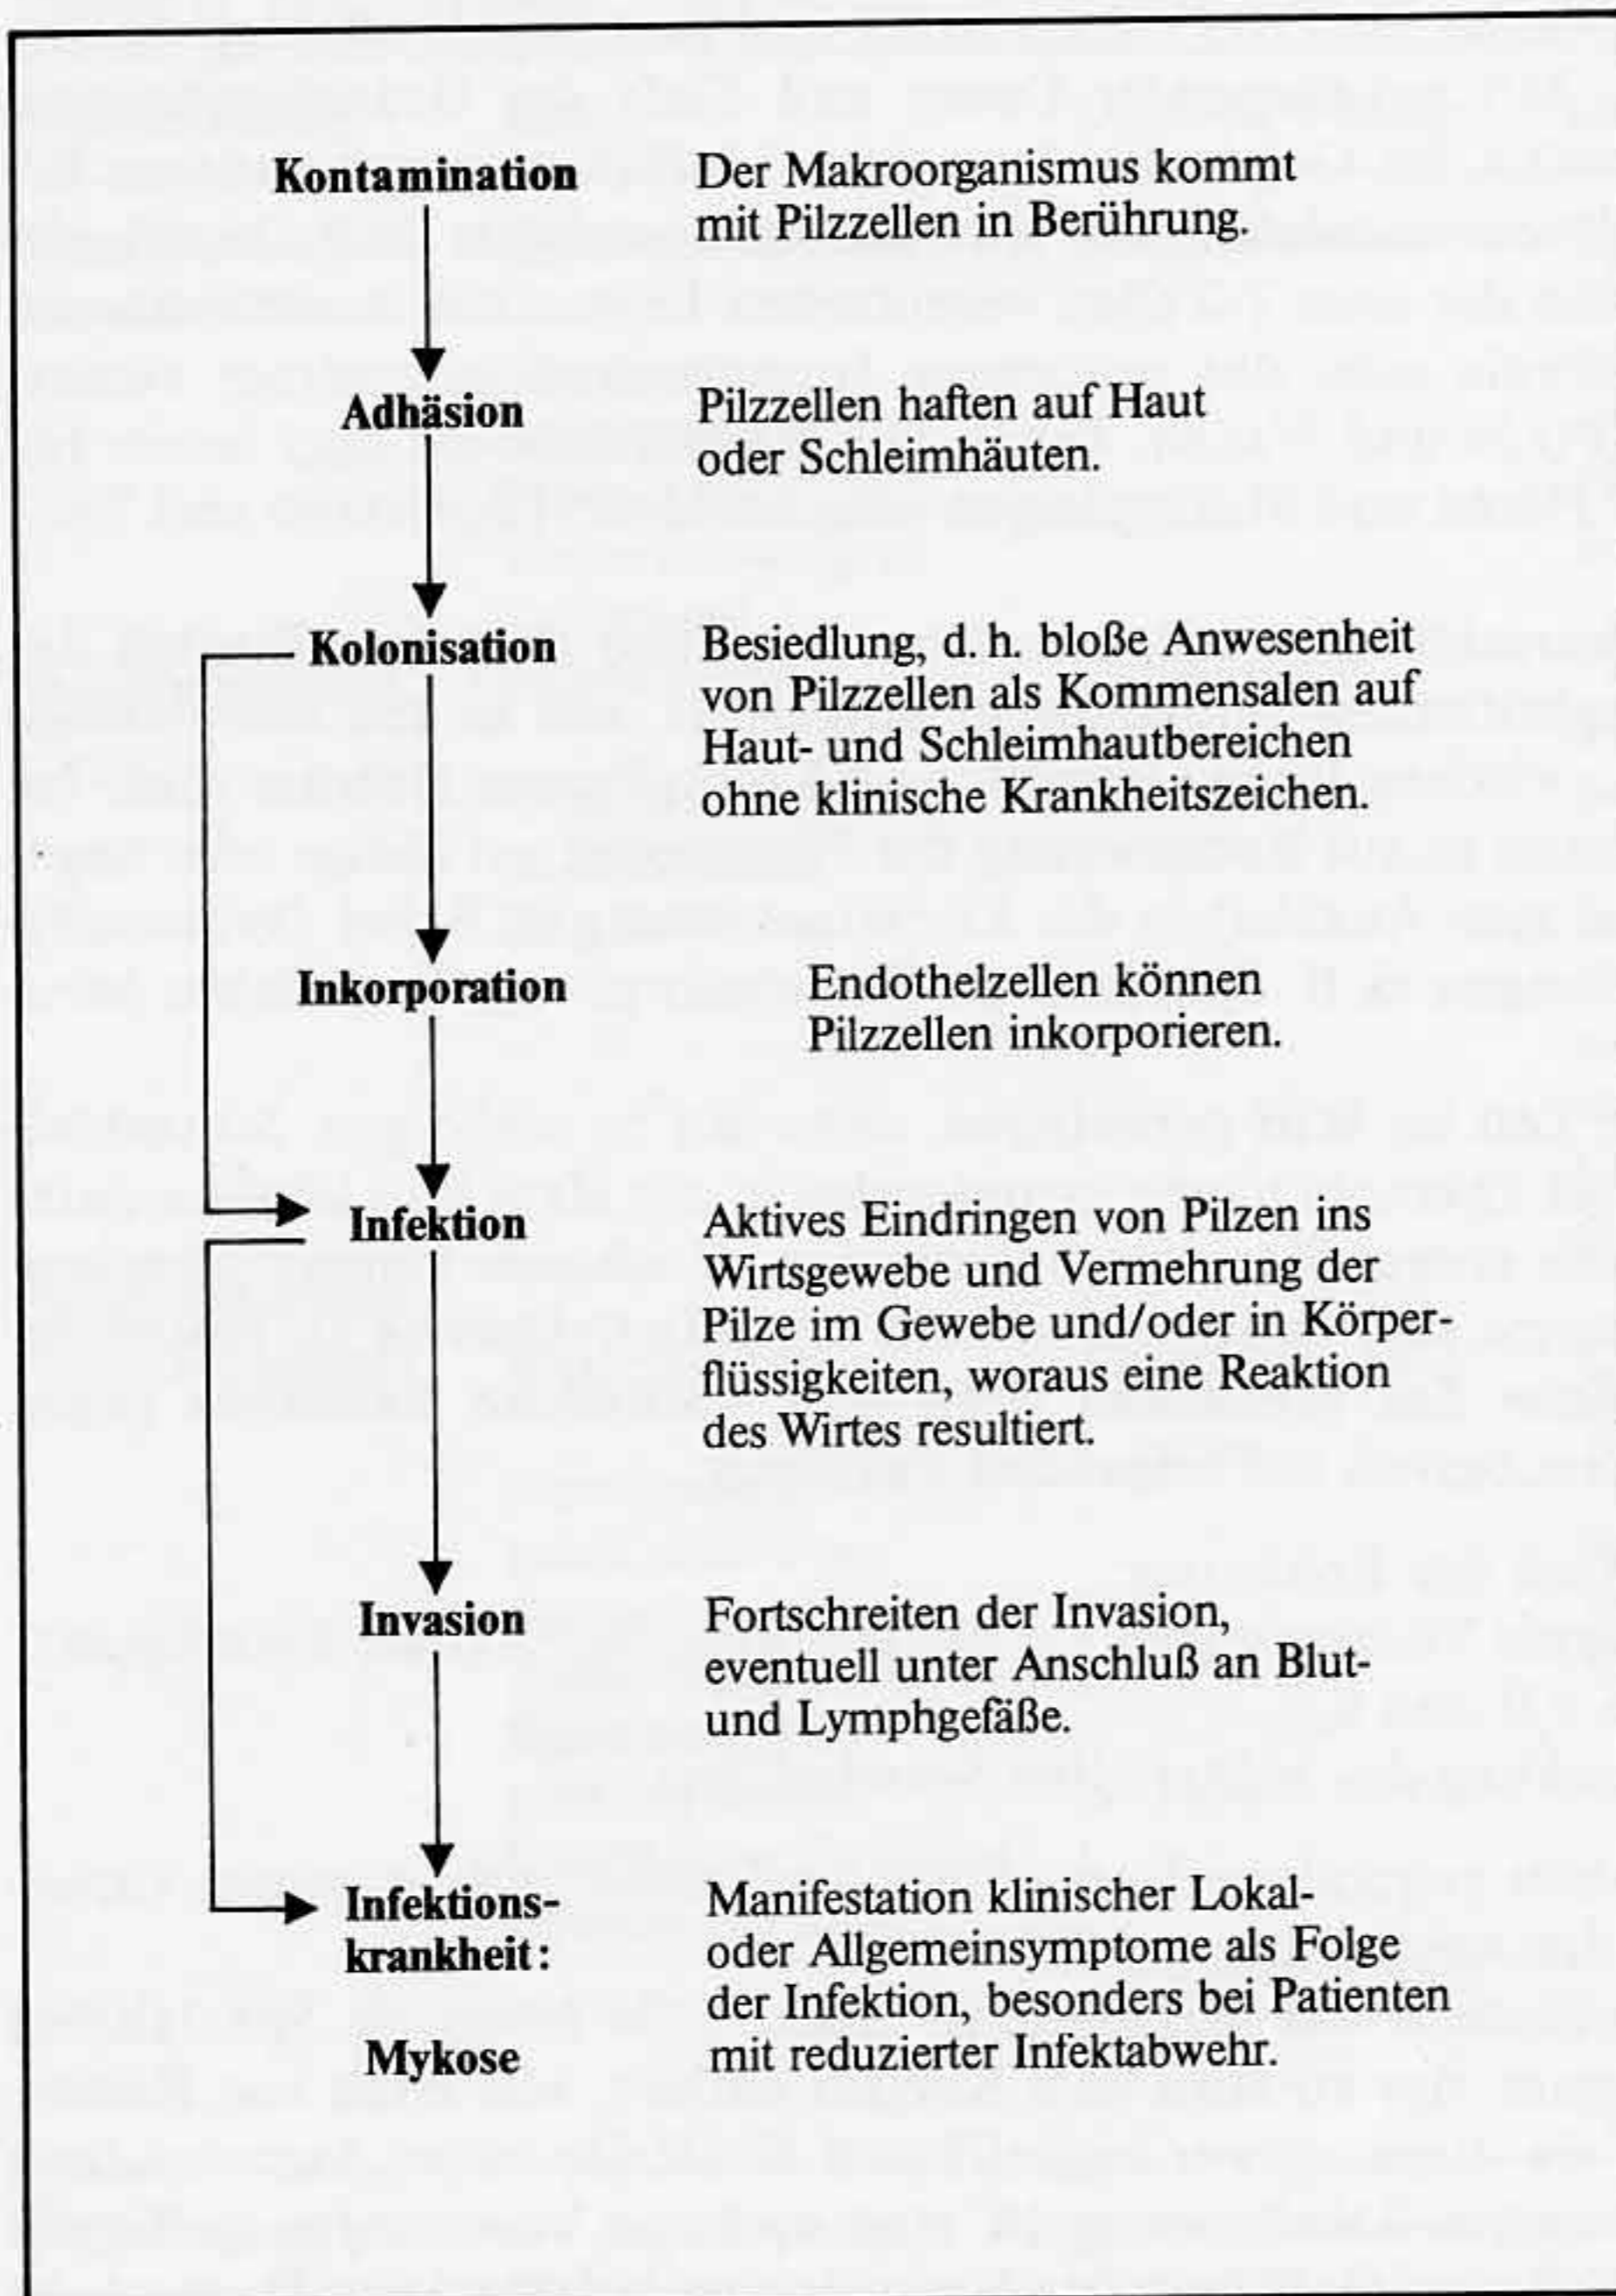 Kontamination Der Makroorganismus kommt
mit Pilzzellen in Berührung.
Adhäsion Pilzzellen haften auf Haut
oder Schleimhäuten.
Kolonisation Besiedlung, d. h. bloße Anwesenheit
von Pilzzellen als Kommensalen auf
Haut- und Schleimhautbereichen
ohne klinische Krankheitszeichen.
Inkorporation Endothelzellen können
Pilzzellen inkorporieren.
Infektion Aktives Eindringen von Pilzen ins
Wirtsgewebe und Vermehrung der
Pilze im Gewebe und/oder in Körper-
flüssigkeiten, woraus eine Reaktion
des Wirtes resultiert.
Invasion Fortschreiten der Invasion,
eventuell unter Anschluß an Blut-
und Lymphgefäße.
Infektions- Manifestation klinischer Lokal-
krankheit: oder Allgemeinsymptome als Folge
der Infektion, besonders bei Patienten
Mykose mit reduzierter Infektabwehr.